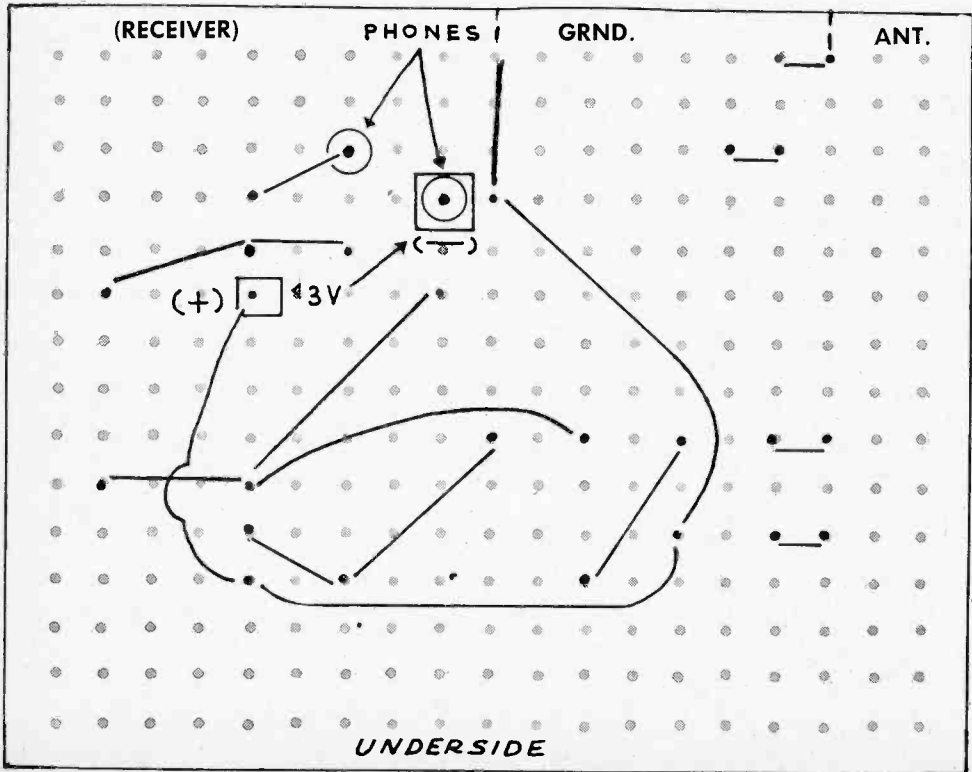 (RECEIVER) PHONES GRND. ANT.
(—)
(+) 3V
UNDERSIDE